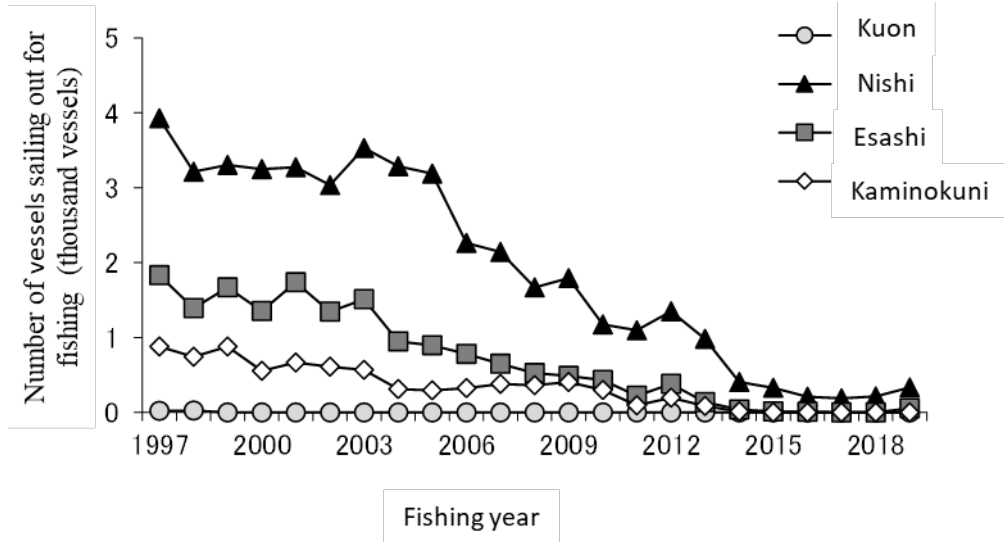 Number of vessels sailing out for
fishing (thousand vessels)
5
4
3
2
1
0
1997 2000 2003 2006 2009 2012 2015 2018
Fishing year
Kuon
Nishi
Esashi
Kaminokuni